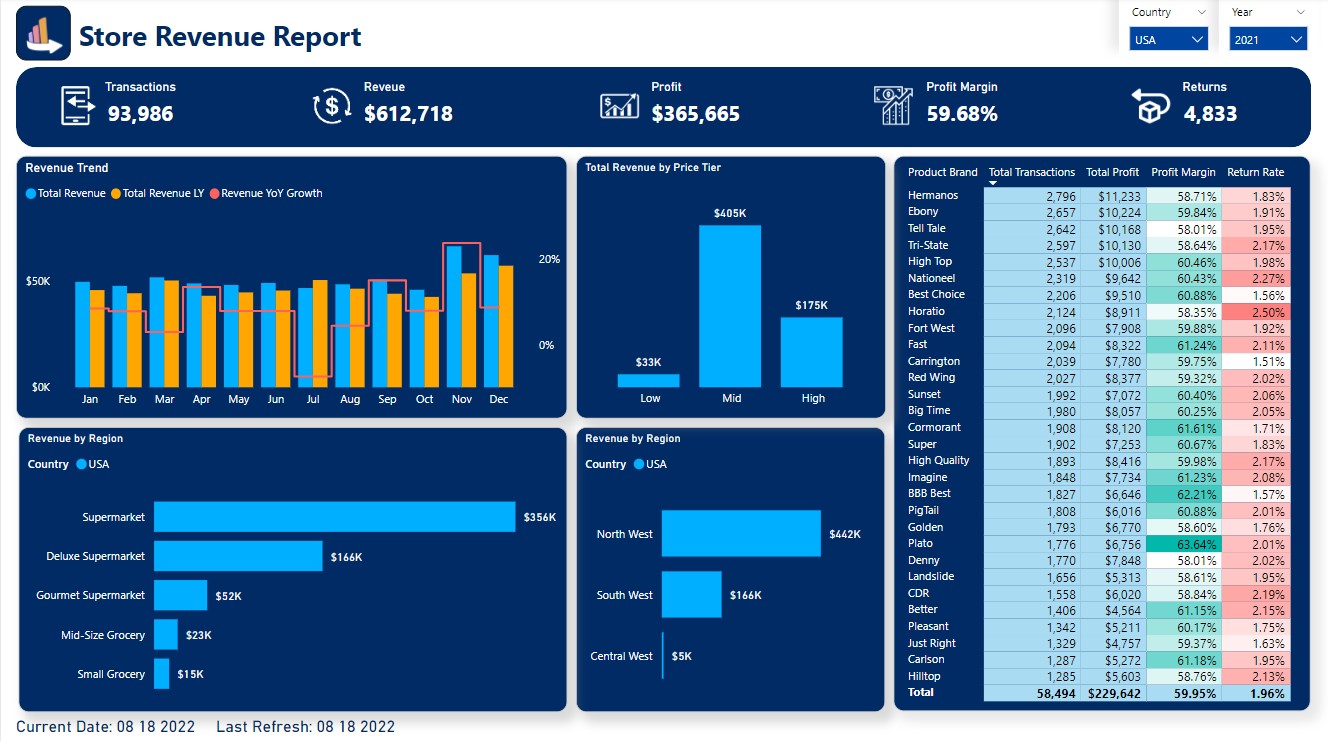 Store Revenue Report
Country
USA
Year
2021
Transactions
93,986
Reveue
$612,718
Profit
$365,665
Profit Margin
59.68%
Returns
4,833
Revenue Trend
Total Revenue Total Revenue LY Revenue YoY Growth
$50K
$0K
20%
0%
Jan Feb Mar Apr May Jun Jul Aug Sep Oct Nov Dec
Total Revenue by Price Tier
$405K
$175K
$33K
Low Mid High
Revenue by Region
Country USA
Supermarket $356K
Deluxe Supermarket $166K
Gourmet Supermarket $52K
Mid-Size Grocery $23K
Small Grocery $15K
Revenue by Region
Country USA
North West $442K
South West $166K
Central West $5K
Product Brand Total Transactions Total Profit Profit Margin Return Rate
Hermanos 2,796 $11,233 58.71% 1.83%
Ebony 2,657 $10,224 59.84% 1.91%
Tell Tale 2,642 $10,168 58.01% 1.95%
Tri-State 2,597 $10,130 58.64% 2.17%
High Top 2,537 $10,006 60.46% 1.98%
Nationeel 2,319 $9,642 60.43% 2.27%
Best Choice 2,206 $9,510 60.88% 1.56%
Horatio 2,124 $8,911 58.35% 2.50%
Fort West 2,096 $7,908 59.88% 1.92%
Fast 2,094 $8,322 61.24% 2.11%
Carrington 2,039 $7,780 59.75% 1.51%
Red Wing 2,027 $8,377 59.32% 2.02%
Sunset 1,992 $7,072 60.40% 2.06%
Big Time 1,980 $8,057 60.25% 2.05%
Cormorant 1,908 $8,120 61.61% 1.71%
Super 1,902 $7,253 60.67% 1.83%
High Quality 1,893 $8,416 59.98% 2.17%
Imagine 1,848 $7,734 61.23% 2.08%
BBB Best 1,827 $6,646 62.21% 1.57%
PigTail 1,808 $6,016 60.88% 2.01%
Golden 1,793 $6,770 58.60% 1.76%
Plato 1,776 $6,756 63.64% 2.01%
Denny 1,770 $7,848 58.01% 2.02%
Landslide 1,656 $5,313 58.61% 1.95%
CDR 1,558 $6,020 58.84% 2.19%
Better 1,406 $4,564 61.15% 2.15%
Pleasant 1,342 $5,211 60.17% 1.75%
Just Right 1,329 $4,757 59.37% 1.63%
Carlson 1,287 $5,272 61.18% 1.95%
Hilltop 1,285 $5,603 58.76% 2.13%
Total 58,494 $229,642 59.95% 1.96%
Current Date: 08 18 2022 Last Refresh: 08 18 2022